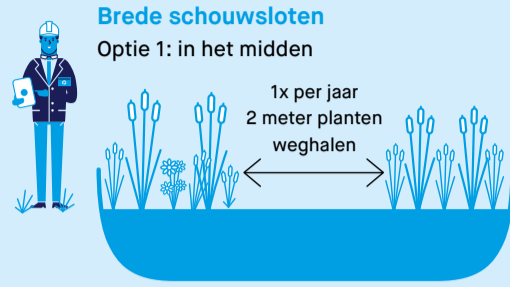 Brede schouwsloten
Optie 1: in het midden
1x per jaar
2 meter planten
weghalen